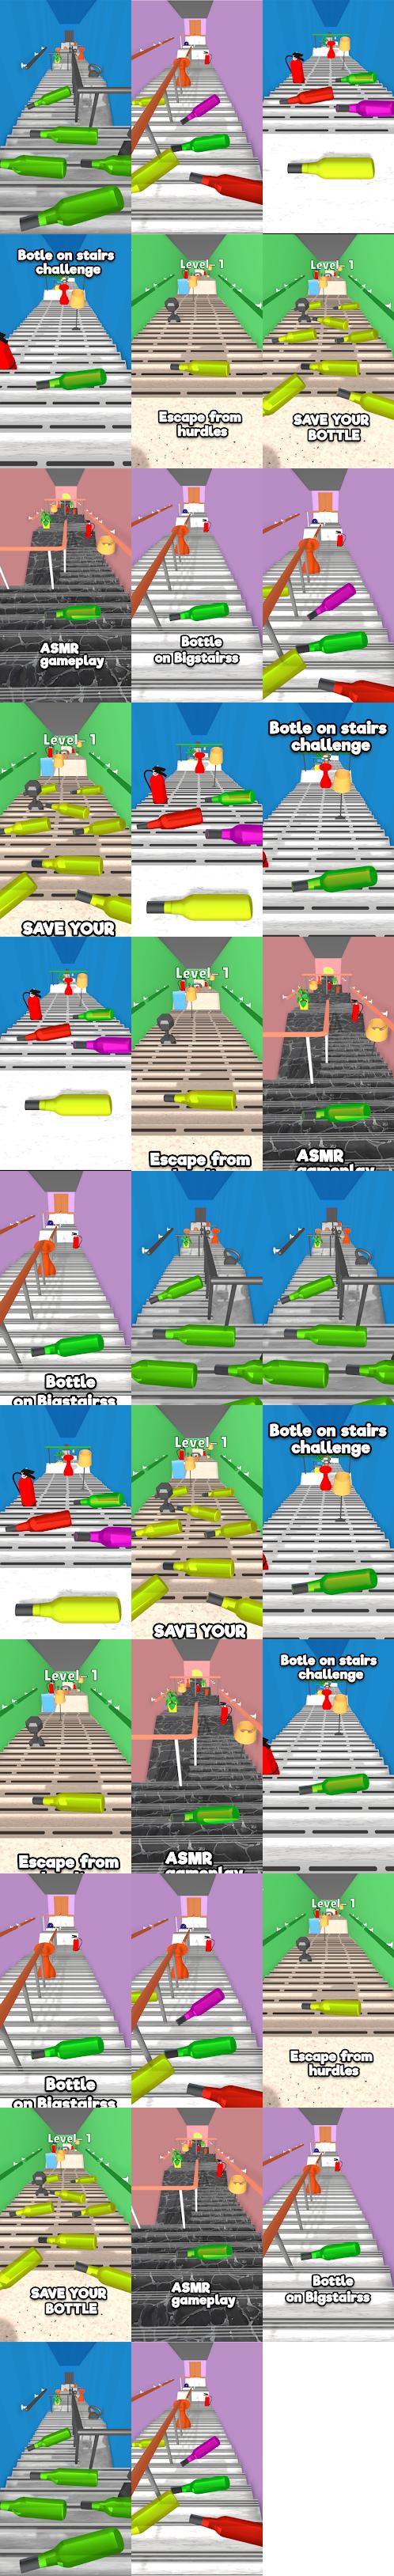 Botle on stairs
challenge
Level- 1
Escape from
hurdles
Level- 1
SAVE YOUR
BOTTLE
ASMR
gameplay
Bottle
on Bigstairss
Level- 1
SAVE YOUR
Botle on stairs
challenge
Level- 1
Escape from
ASMR
gameplay
Bottle
on Bigstairss
Level- 1
SAVE YOUR
Botle on stairs
challenge
Level- 1
Escape from
ASMR
gameplay
Botle on stairs
challenge
Bottle
on Bigstairss
Level- 1
Escape from
hurdles
Level- 1
SAVE YOUR
BOTTLE
ASMR
gameplay
Bottle
on Bigstairss